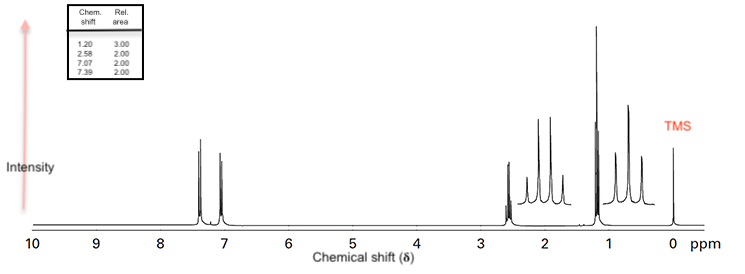 Chem. Rel.
shift area
1.20 3.00
2.58 2.00
7.07 2.00
7.39 2.00
TMS
Intensity
10 9 8 7 6 5 4 3 2 1 0 ppm
Chemical shift (δ)